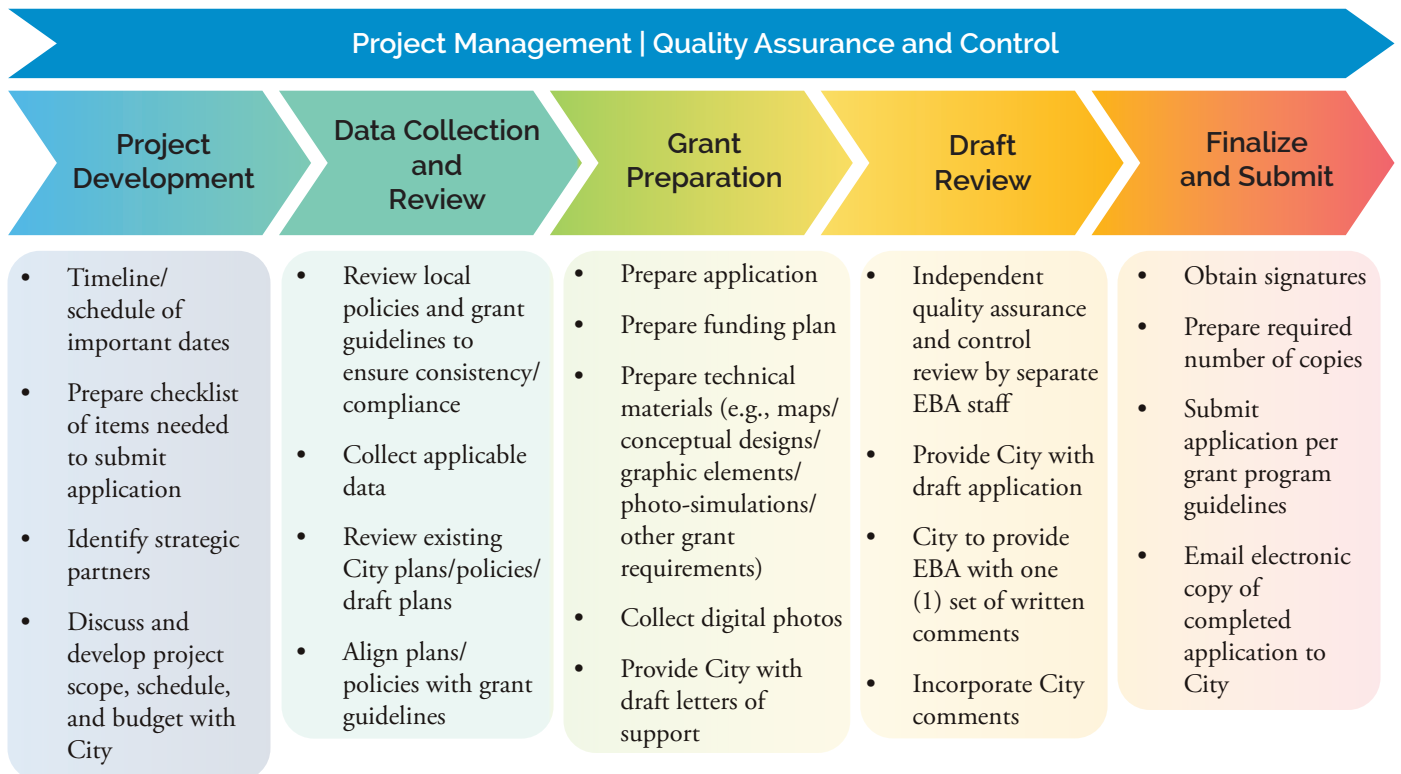 Project Management | Quality Assurance and Control
Project
Development
Data Collection
and
Review
Grant
Preparation
Draft
Review
Finalize
and Submit
• Timeline/
schedule of
important dates
• Prepare checklist
of items needed
to submit
application
• Identify strategic
partners
• Discuss and
develop project
scope, schedule,
and budget with
City
• Review local
policies and grant
guidelines to
ensure consistency/
compliance
• Collect applicable
data
• Review existing
City plans/policies/
draft plans
• Align plans/
policies with grant
guidelines
• Prepare application
• Prepare funding plan
• Prepare technical
materials (e.g., maps/
conceptual designs/
graphic elements/
photo-simulations/
other grant
requirements)
• Collect digital photos
• Provide City with
draft letters of
support
• Independent
quality assurance
and control
review by separate
EBA staff
• Provide City with
draft application
• City to provide
EBA with one
(1) set of written
comments
• Incorporate City
comments
• Obtain signatures
• Prepare required
number of copies
• Submit
application per
grant program
guidelines
• Email electronic
copy of
completed
application to
City